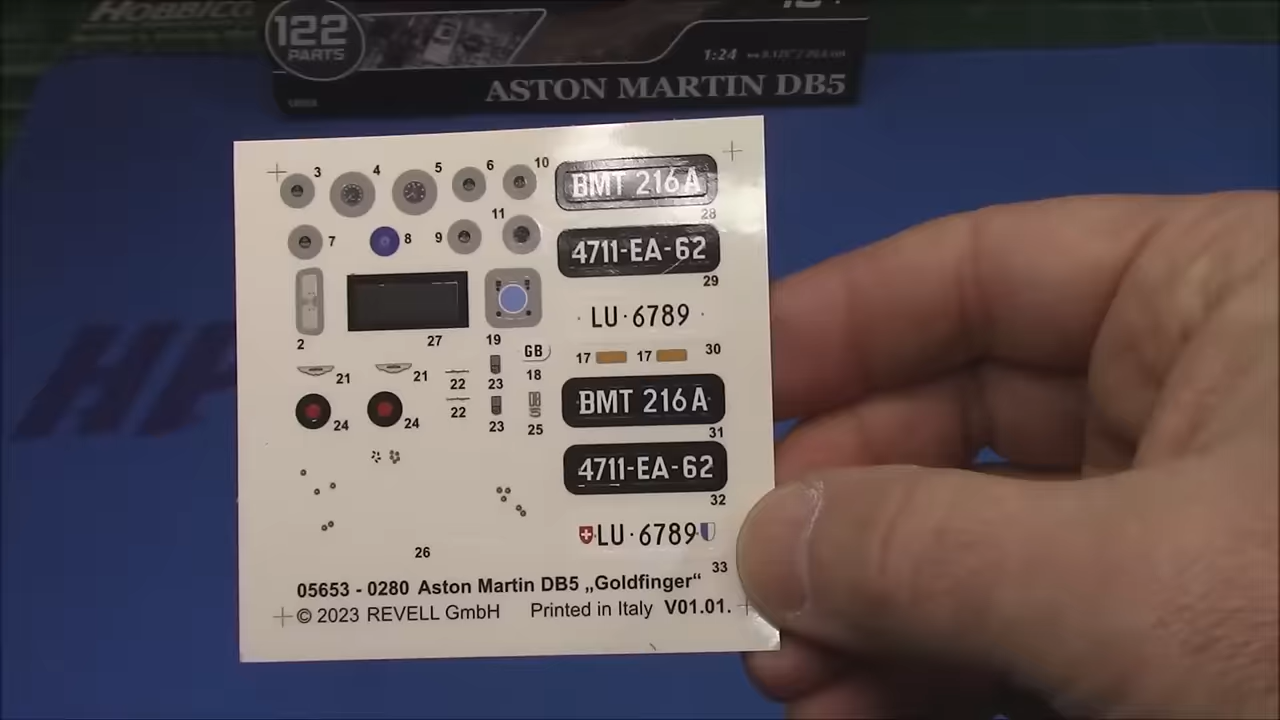 HOBBICO
122
PARTS
1:24
ASTON MARTIN DB5
3 4 5 6 10
BMT 216 A
28
11
7 8 9
4711-EA-62
29
LU·6789
30
2 27 19
GB
18
17 17
21 21 22 23
BMT 216 A
31
24 24 22 23 25
4711-EA-62
32
LU·6789
33
26
05653 - 0280 Aston Martin DB5 „Goldfinger“
© 2023 REVELL GmbH Printed in Italy V01.01.
HP